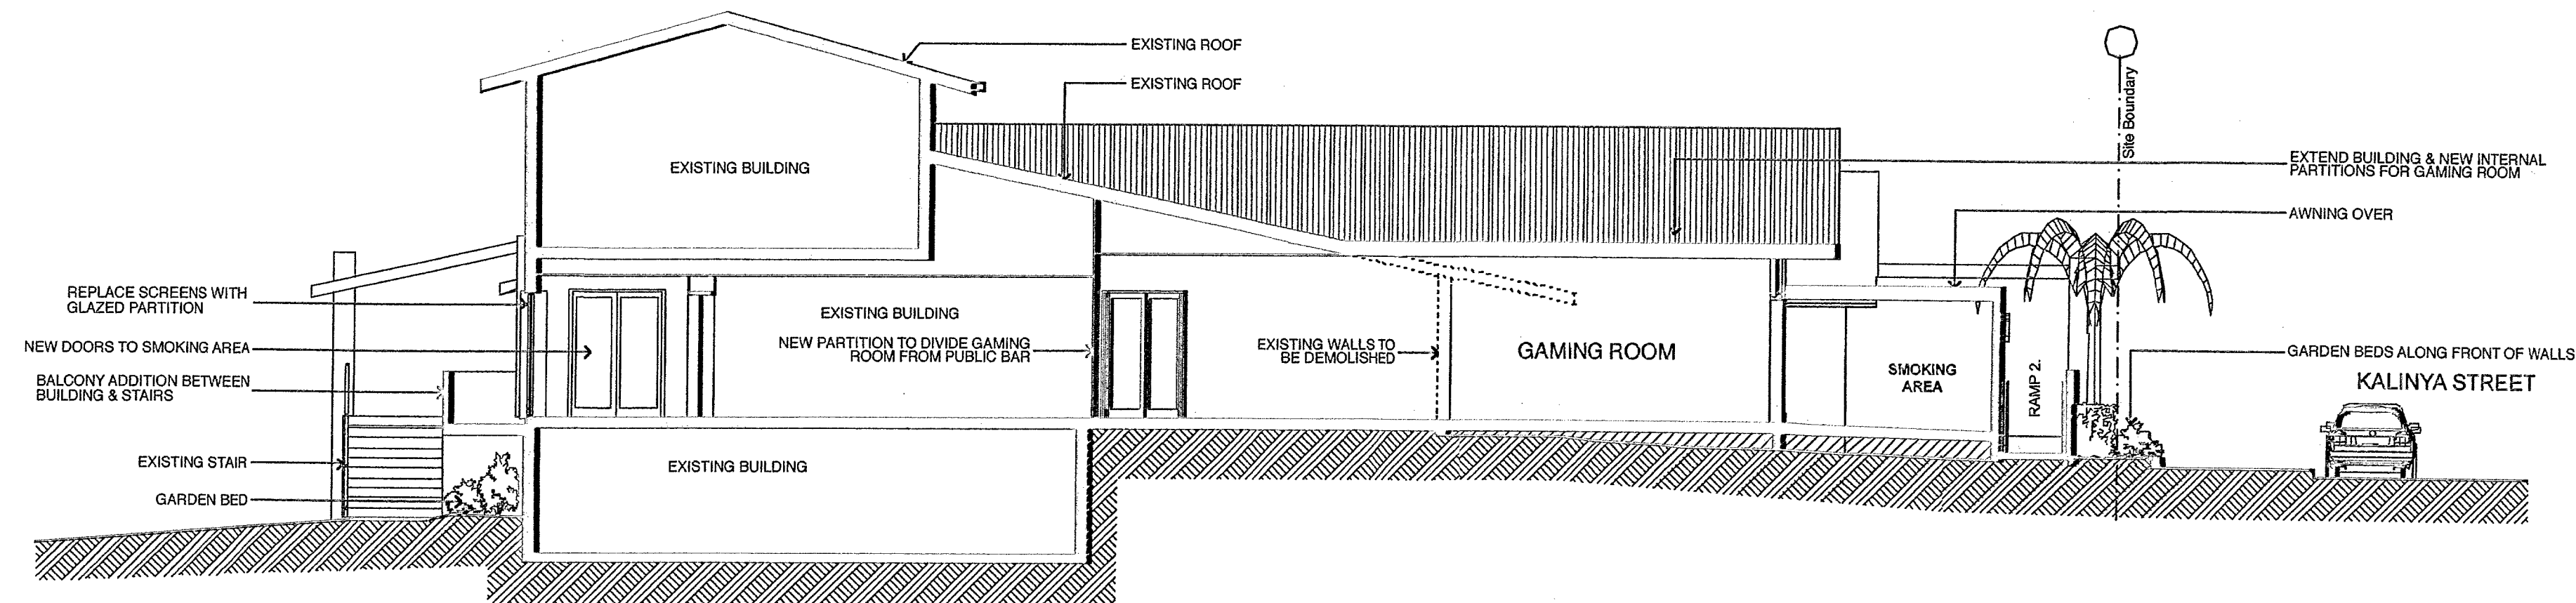 EXISTING ROOF
EXISTING ROOF
Site Boundary
EXISTING BUILDING
EXTEND BUILDING & NEW INTERNAL
PARTITIONS FOR GAMING ROOM
AWNING OVER
REPLACE SCREENS WITH
GLAZED PARTITION
EXISTING BUILDING
NEW DOORS TO SMOKING AREA
NEW PARTITION TO DIVIDE GAMING
ROOM FROM PUBLIC BAR
EXISTING WALLS TO
BE DEMOLISHED
GAMING ROOM
SMOKING
AREA
RAMP 2.
GARDEN BEDS ALONG FRONT OF WALLS
KALINYA STREET
BALCONY ADDITION BETWEEN
BUILDING & STAIRS
EXISTING STAIR
EXISTING BUILDING
GARDEN BED